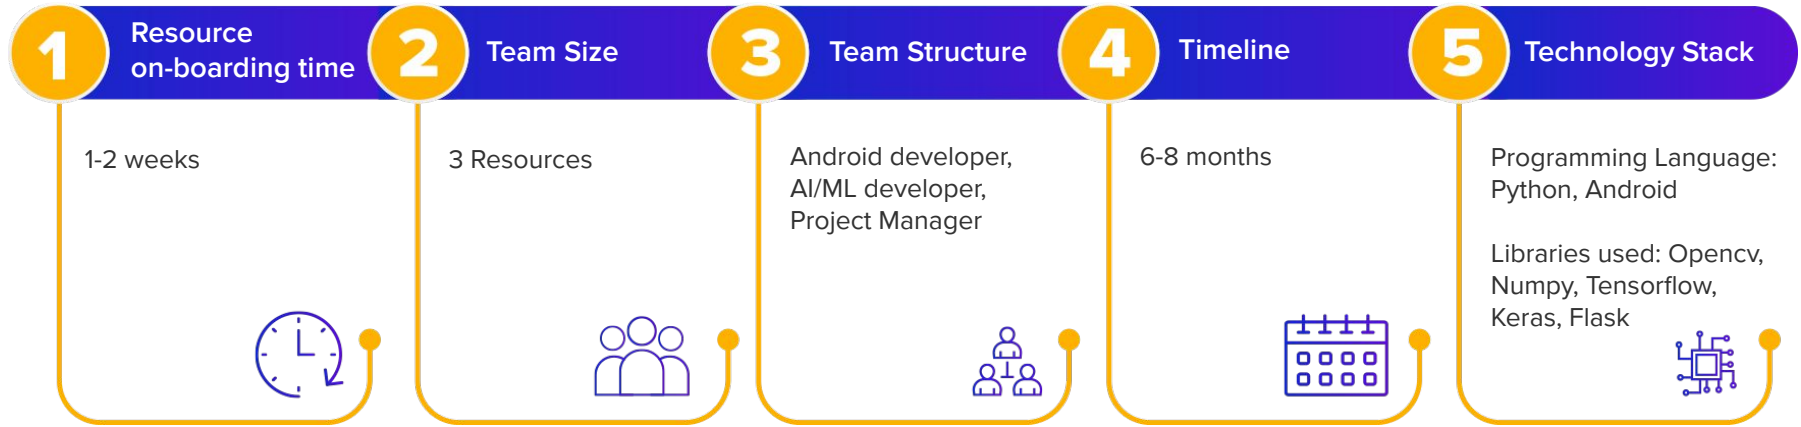 1
Resource
on-boarding time
1-2 weeks
2
Team Size
3 Resources
3
Team Structure
Android developer,
AI/ML developer,
Project Manager
4
Timeline
6-8 months
5
Technology Stack
Programming Language:
Python, Android
Libraries used: Opencv,
Numpy, Tensorflow,
Keras, Flask